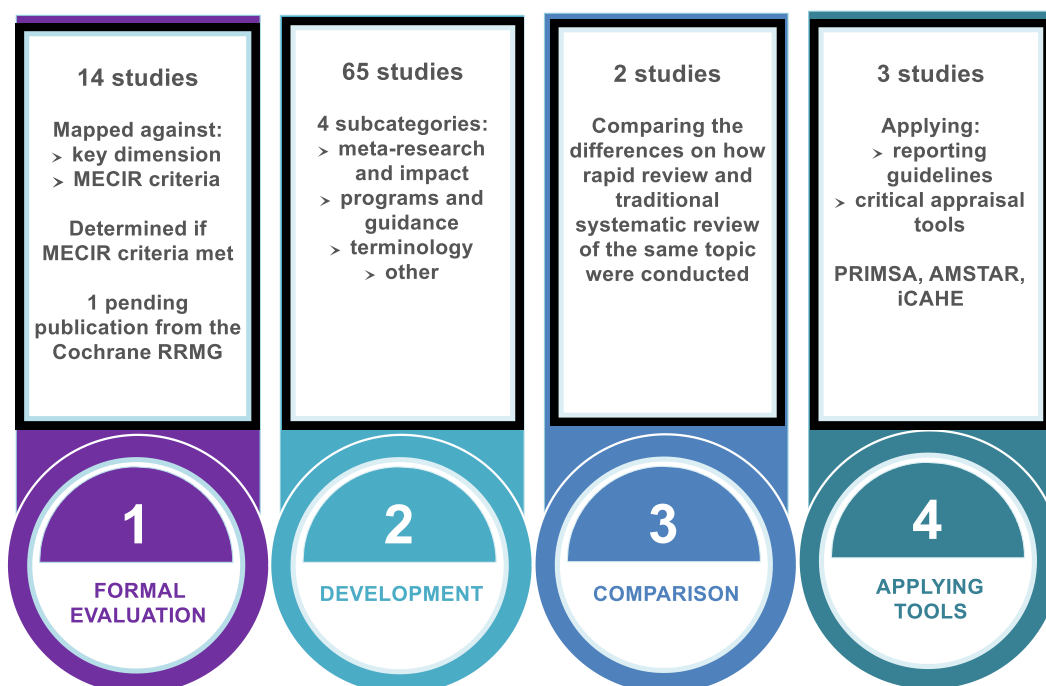 14 studies
Mapped against:
➢ key dimension
➢ MECIR criteria
Determined if
MECIR criteria met
1 pending
publication from the
Cochrane RRMG
1
FORMAL
EVALUATION
65 studies
4 subcategories:
➢ meta-research
and impact
➢ programs and
guidance
➢ terminology
➢ other
2
DEVELOPMENT
2 studies
Comparing the
differences on how
rapid review and
traditional
systematic review
of the same topic
were conducted
3
COMPARISON
3 studies
Applying:
➢ reporting
guidelines
➢ critical appraisal
tools
PRIMSA, AMSTAR,
iCAHE
4
APPLYING
TOOLS